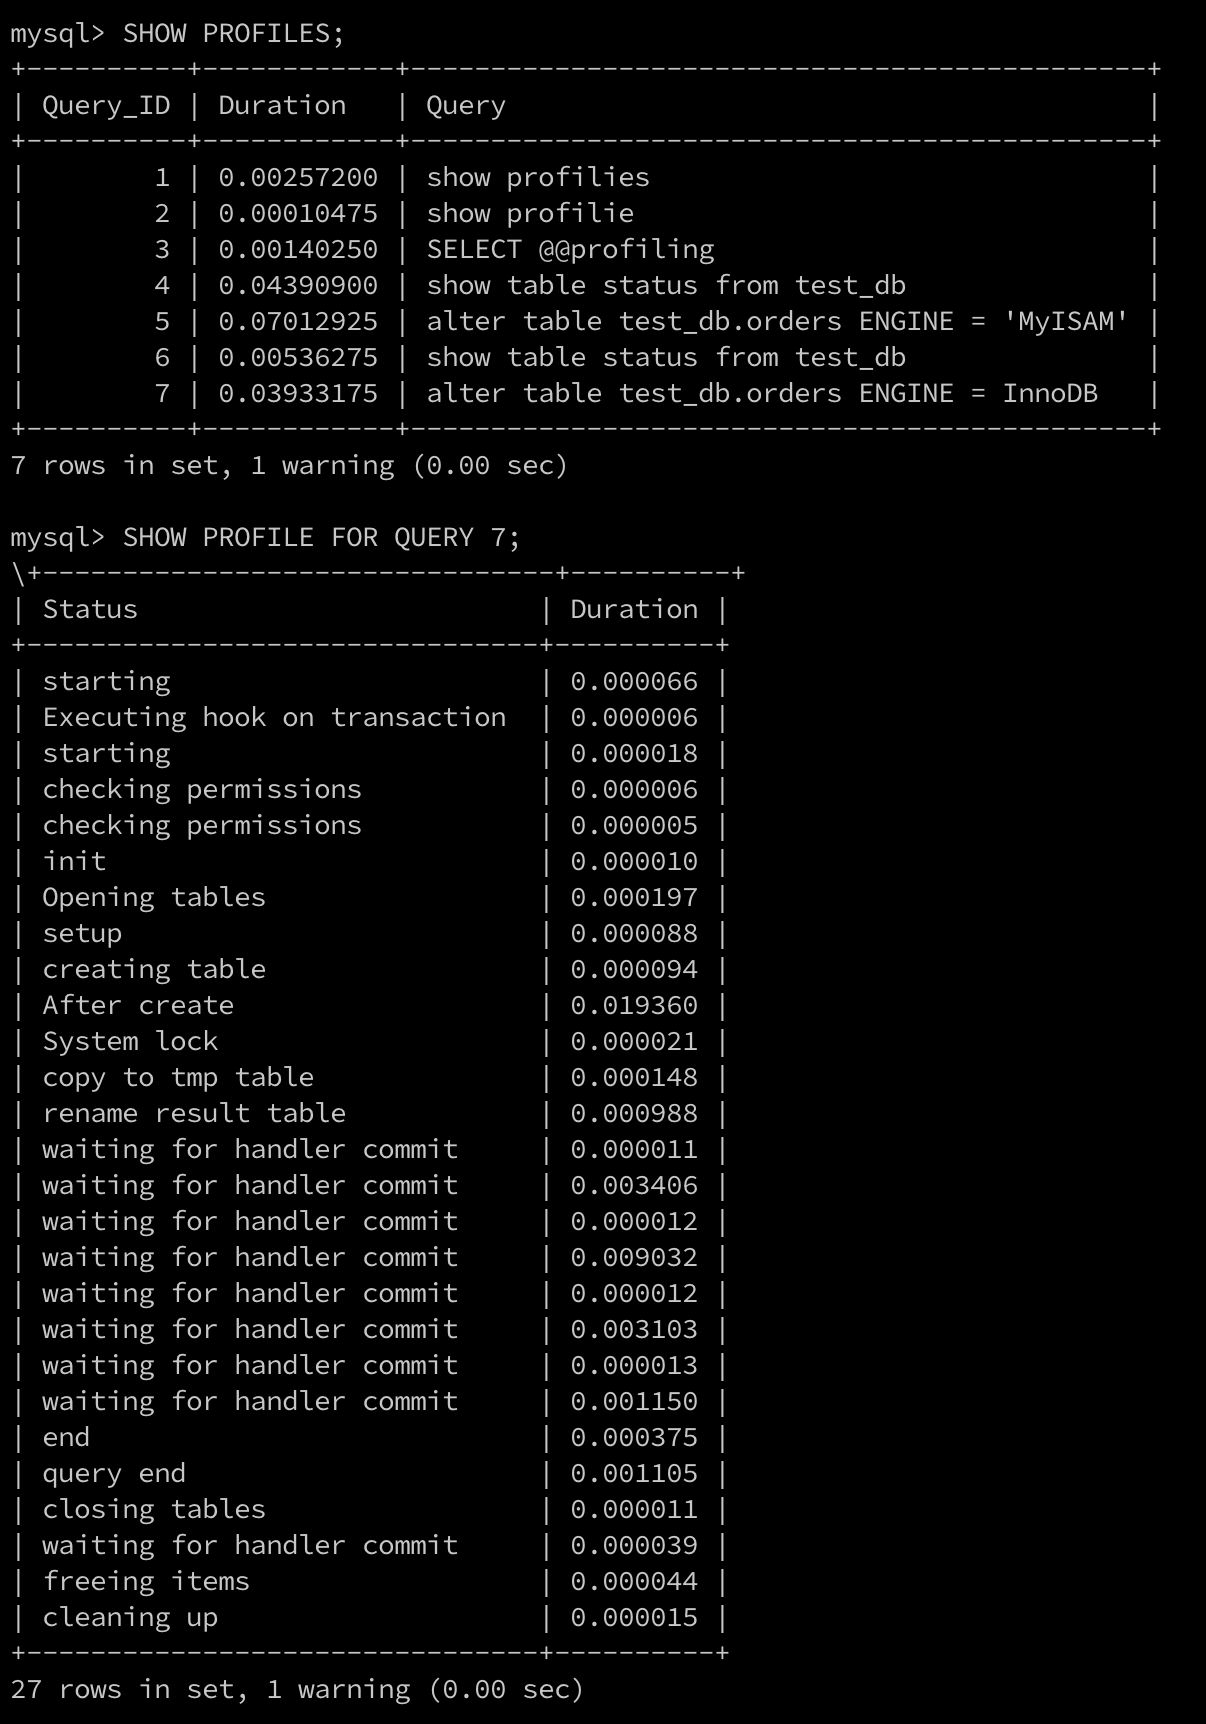 mysql> SHOW PROFILES;
+----------+------------+----------------------------------------------+
| Query_ID | Duration   | Query                                        |
+----------+------------+----------------------------------------------+
|        1 | 0.00257200 | show profilies                               |
|        2 | 0.00010475 | show profilie                                |
|        3 | 0.00140250 | SELECT @@profiling                           |
|        4 | 0.04390900 | show table status from test_db               |
|        5 | 0.07012925 | alter table test_db.orders ENGINE = 'MyISAM' |
|        6 | 0.00536275 | show table status from test_db               |
|        7 | 0.03933175 | alter table test_db.orders ENGINE = InnoDB   |
+----------+------------+----------------------------------------------+
7 rows in set, 1 warning (0.00 sec)

mysql> SHOW PROFILE FOR QUERY 7;
\+--------------------------------+----------+
| Status                         | Duration |
+--------------------------------+----------+
| starting                       | 0.000066 |
| Executing hook on transaction  | 0.000006 |
| starting                       | 0.000018 |
| checking permissions           | 0.000006 |
| checking permissions           | 0.000005 |
| init                           | 0.000010 |
| Opening tables                 | 0.000197 |
| setup                          | 0.000088 |
| creating table                 | 0.000094 |
| After create                   | 0.019360 |
| System lock                    | 0.000021 |
| copy to tmp table              | 0.000148 |
| rename result table            | 0.000988 |
| waiting for handler commit     | 0.000011 |
| waiting for handler commit     | 0.003406 |
| waiting for handler commit     | 0.000012 |
| waiting for handler commit     | 0.009032 |
| waiting for handler commit     | 0.000012 |
| waiting for handler commit     | 0.003103 |
| waiting for handler commit     | 0.000013 |
| waiting for handler commit     | 0.001150 |
| end                            | 0.000375 |
| query end                      | 0.001105 |
| closing tables                 | 0.000011 |
| waiting for handler commit     | 0.000039 |
| freeing items                  | 0.000044 |
| cleaning up                    | 0.000015 |
+--------------------------------+----------+
27 rows in set, 1 warning (0.00 sec)